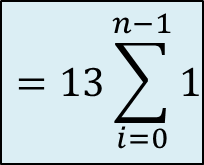 n−1
= 13 ∑ 1
i=0